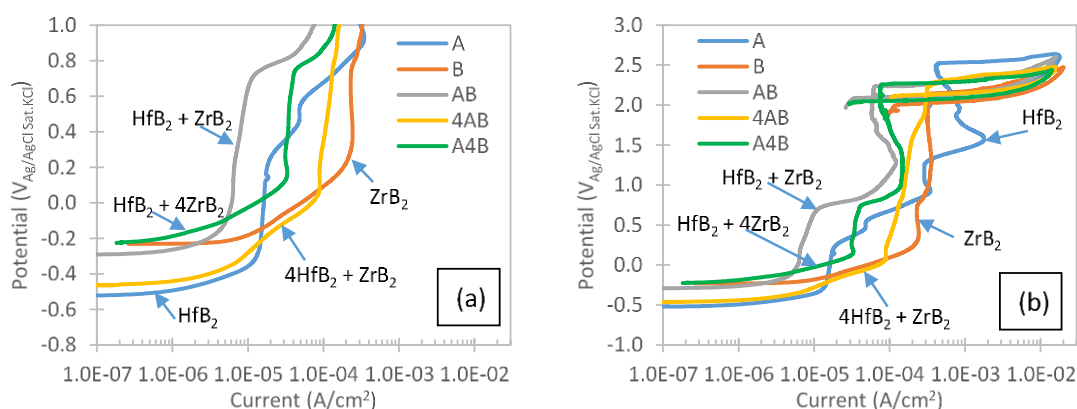 (a)
Potential (V_Ag/AgCl Sat.KCl)
1.0
0.8
0.6
0.4
0.2
0.0
-0.2
-0.4
-0.6
-0.8
A
B
AB
4AB
A4B
HfB₂ + ZrB₂
ZrB₂
HfB₂ + 4ZrB₂
4HfB₂ + ZrB₂
HfB₂
1.0E-07 1.0E-06 1.0E-05 1.0E-04 1.0E-03 1.0E-02
Current (A/cm²)
(b)
Potential (V_Ag/AgCl Sat.KCl)
3.0
2.5
2.0
1.5
1.0
0.5
0.0
-0.5
-1.0
A
B
AB
4AB
A4B
HfB₂
HfB₂ + ZrB₂
HfB₂ + 4ZrB₂
ZrB₂
4HfB₂ + ZrB₂
1.0E-07 1.0E-06 1.0E-05 1.0E-04 1.0E-03 1.0E-02
Current (A/cm²)